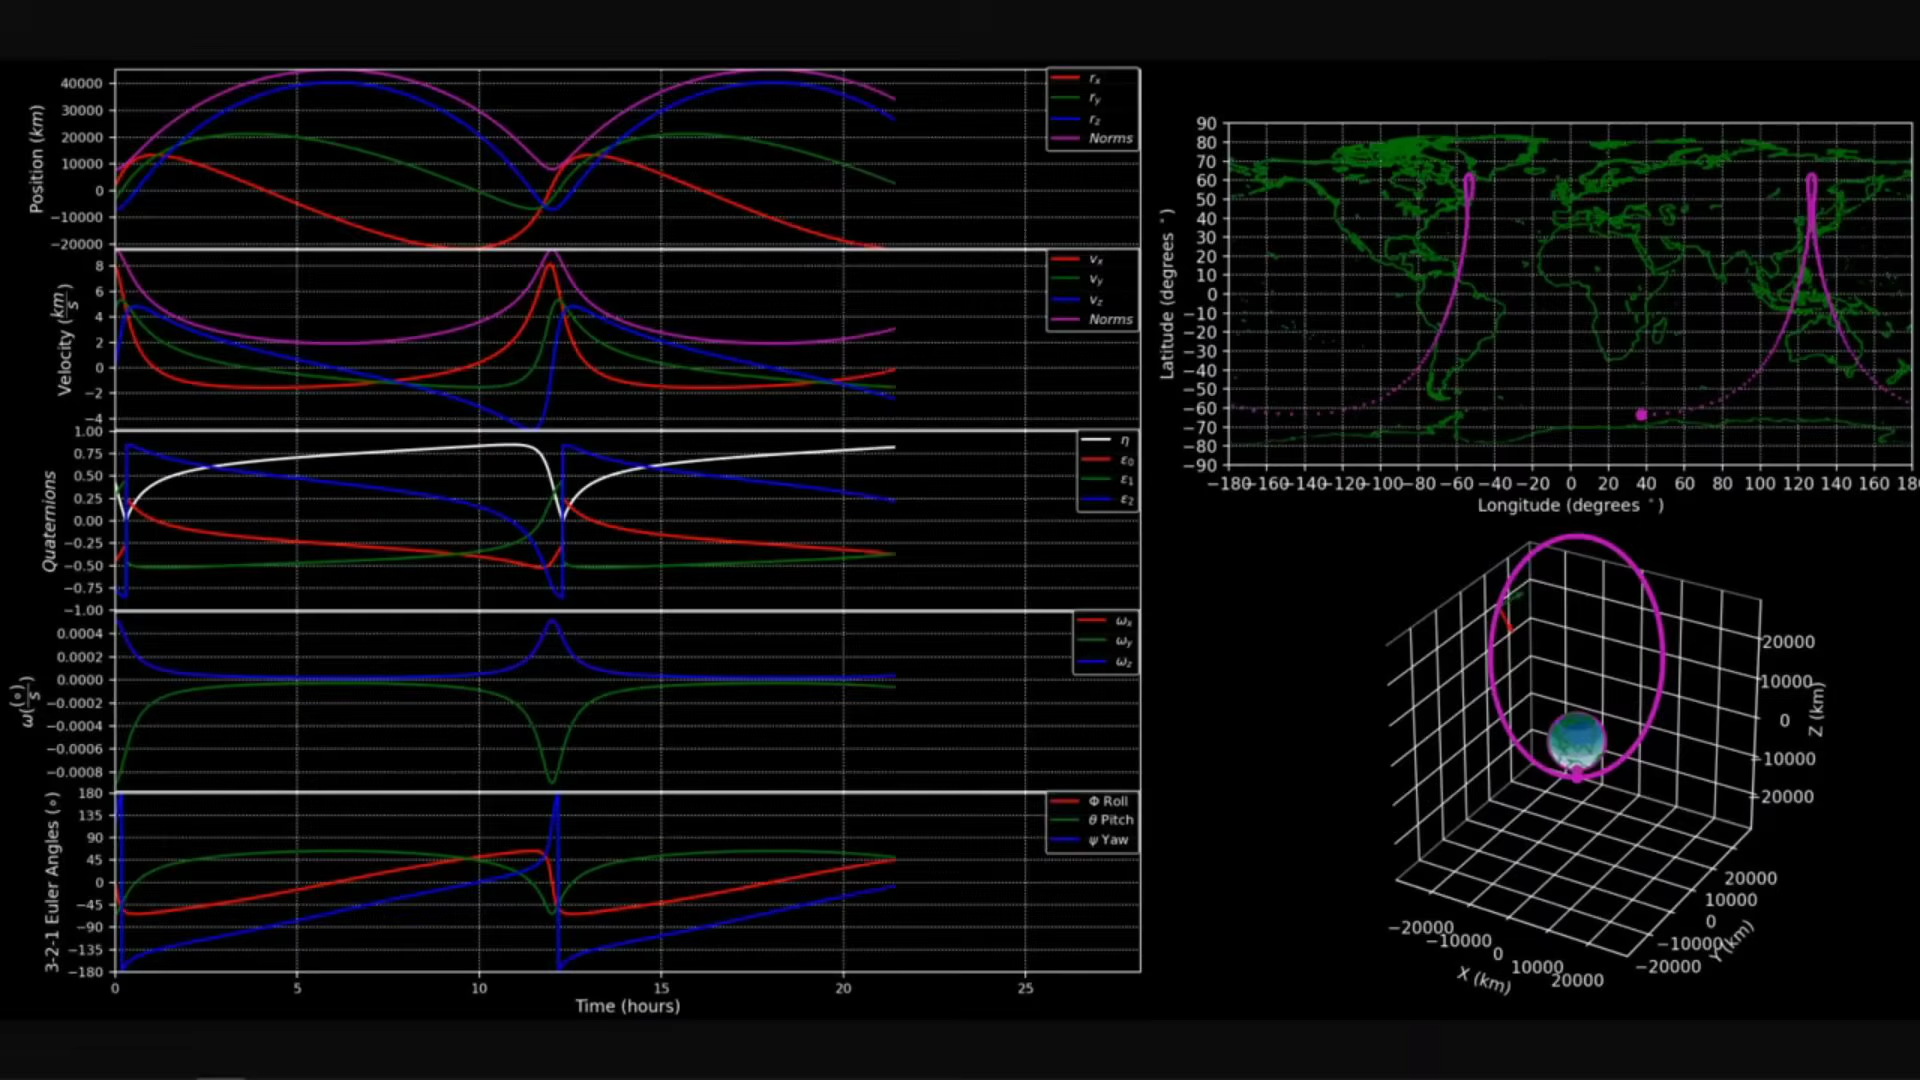 40000
30000
20000
10000
0
−10000
−20000
Position (km)
rx
ry
rz
Norms
8
6
4
2
0
−2
−4
Velocity (km/s)
vx
vy
vz
Norms
1.00
0.75
0.50
0.25
0.00
−0.25
−0.50
−0.75
−1.00
Quaternions
η
ε0
ε1
ε2
0.0004
0.0002
0.0000
−0.0002
−0.0004
−0.0006
−0.0008
ω((∘)/s)
ωx
ωy
ωz
180
135
90
45
0
−45
−90
−135
−180
3-2-1 Euler Angles (∘)
Φ Roll
θ Pitch
ψ Yaw
0 5 10 15 20 25
Time (hours)
90
80
70
60
50
40
30
20
10
0
−10
−20
−30
−40
−50
−60
−70
−80
−90
Latitude (degrees ∘)
−180 −160 −140 −120 −100 −80 −60 −40 −20 0 20 40 60 80 100 120 140 160 180
Longitude (degrees ∘)
20000
10000
0
−10000
−20000
Z (km)
20000
10000
0
−10000
−20000
Y (km)
−20000
−10000
0
10000
20000
X (km)